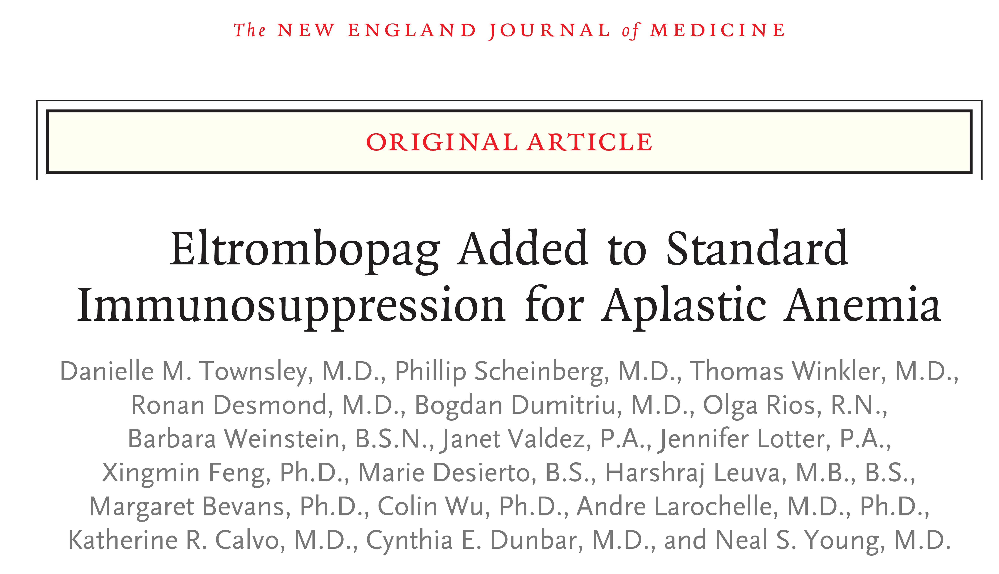 The NEW ENGLAND JOURNAL of MEDICINE
ORIGINAL ARTICLE
Eltrombopag Added to Standard
Immunosuppression for Aplastic Anemia
Danielle M. Townsley, M.D., Phillip Scheinberg, M.D., Thomas Winkler, M.D.,
Ronan Desmond, M.D., Bogdan Dumitriu, M.D., Olga Rios, R.N.,
Barbara Weinstein, B.S.N., Janet Valdez, P.A., Jennifer Lotter, P.A.,
Xingmin Feng, Ph.D., Marie Desierto, B.S., Harshraj Leuva, M.B., B.S.,
Margaret Bevans, Ph.D., Colin Wu, Ph.D., Andre Larochelle, M.D., Ph.D.,
Katherine R. Calvo, M.D., Cynthia E. Dunbar, M.D., and Neal S. Young, M.D.